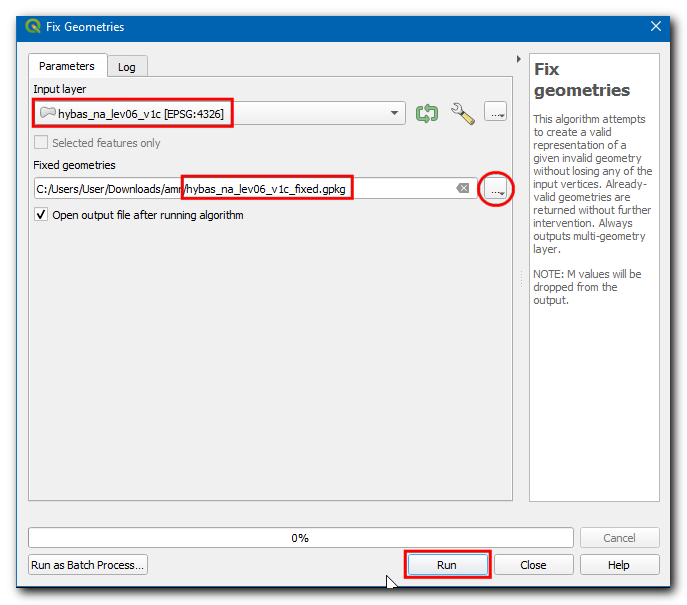 Fix Geometries
Parameters
Log
Input layer
hybas_na_lev06_v1c [EPSG:4326]
...
Selected features only
Fixed geometries
C:/Users/User/Downloads/amr/hybas_na_lev06_v1c_fixed.gpkg
...
Open output file after running algorithm
Fix
geometries
This algorithm attempts
to create a valid
representation of a
given invalid geometry
without losing any of the
input vertices. Already-
valid geometries are
returned without further
intervention. Always
outputs multi-geometry
layer.
NOTE: M values will be
dropped from the
output.
0%
Cancel
Run as Batch Process...
Run
Close
Help